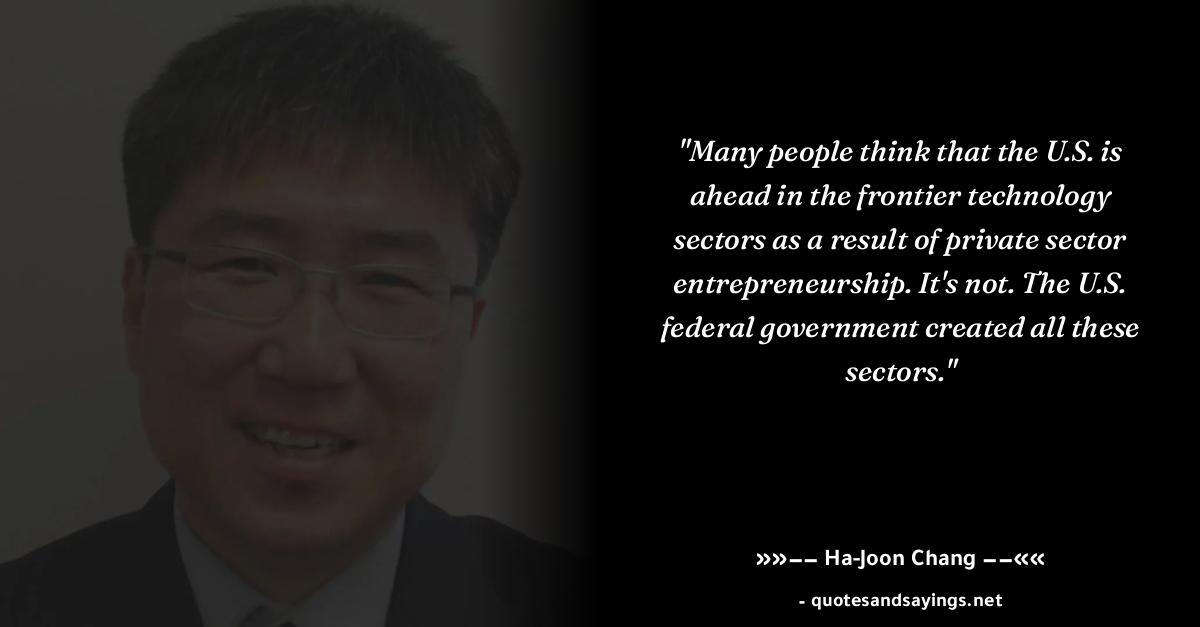 "Many people think that the U.S. is
ahead in the frontier technology
sectors as a result of private sector
entrepreneurship. It's not. The U.S.
federal government created all these
sectors."
»»−− Ha-Joon Chang −−««
- quotesandsayings.net